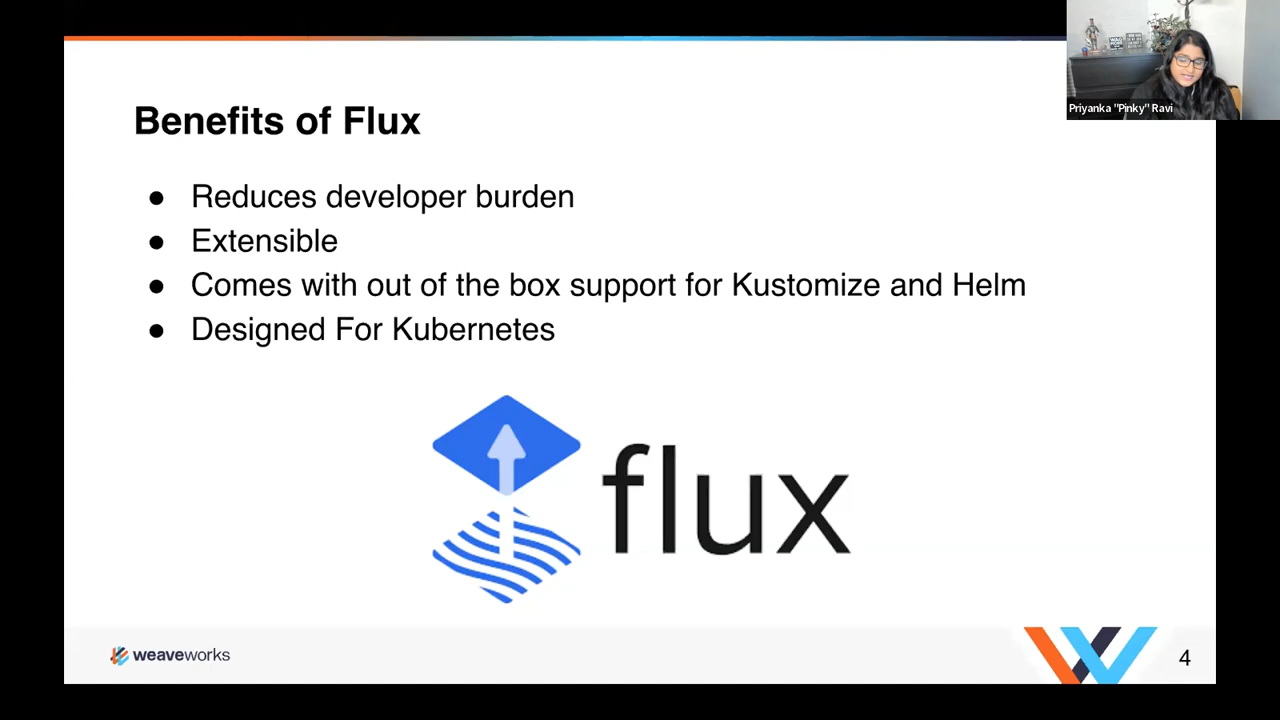 Benefits of Flux
● Reduces developer burden
● Extensible
● Comes with out of the box support for Kustomize and Helm
● Designed For Kubernetes
flux
weaveworks
4
Priyanka "Pinky" Ravi